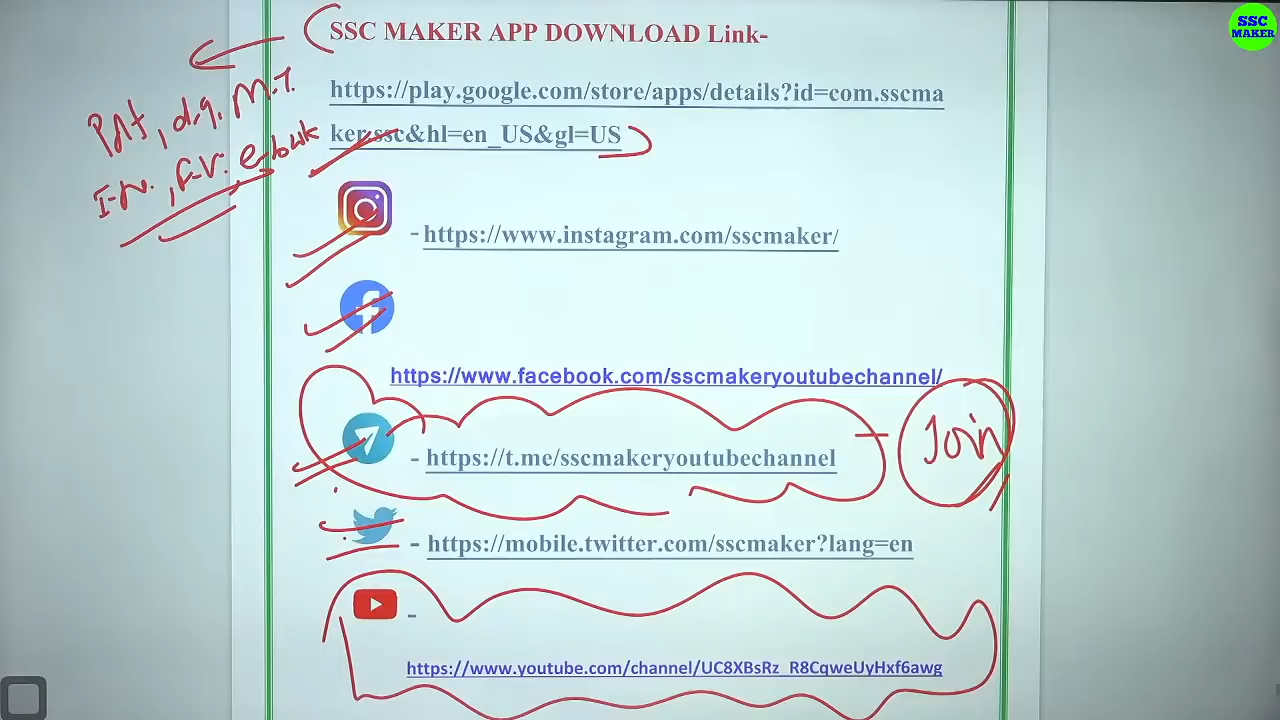 SSC MAKER APP DOWNLOAD Link-
https://play.google.com/store/apps/details?id=com.sscma
ker.ssc&hl=en_US&gl=US
- https://www.instagram.com/sscmaker/
https://www.facebook.com/sscmakeryoutubechannel/
- https://t.me/sscmakeryoutubechannel
Join
- https://mobile.twitter.com/sscmaker?lang=en
-
https://www.youtube.com/channel/UC8XBsRz_R8CqweUyHxf6awg
M.T.
SSC
MAKER